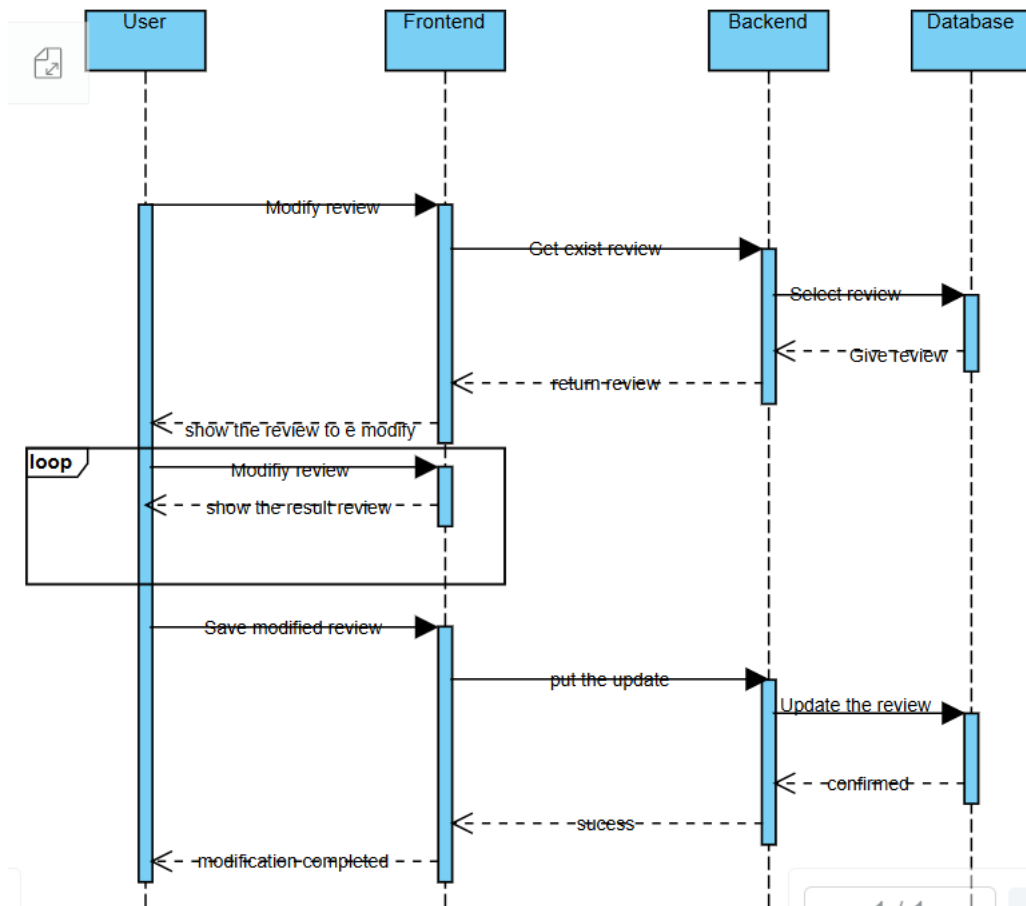 User
Frontend
Backend
Database
Modify review
Get exist review
Select review
Give review
return review
show the review to e modify
loop
Modifiy review
show the result review
Save modified review
put the update
Update the review
confirmed
sucess
modification completed